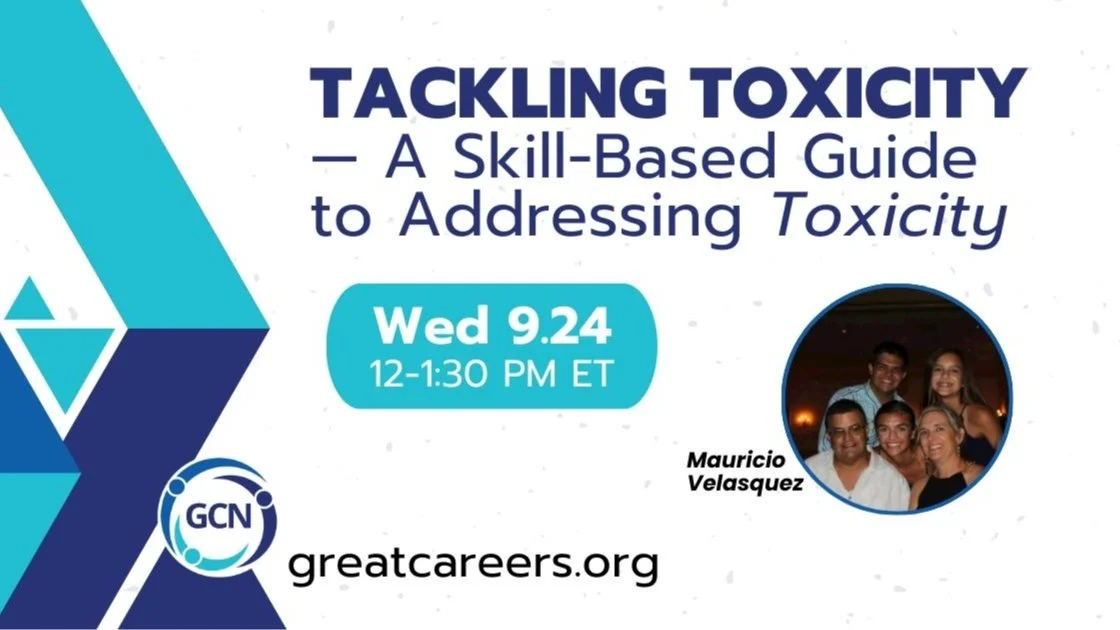 TACKLING TOXICITY
— A Skill-Based Guide
to Addressing Toxicity
Wed 9.24
12-1:30 PM ET
Mauricio
Velasquez
GCN
greatcareers.org